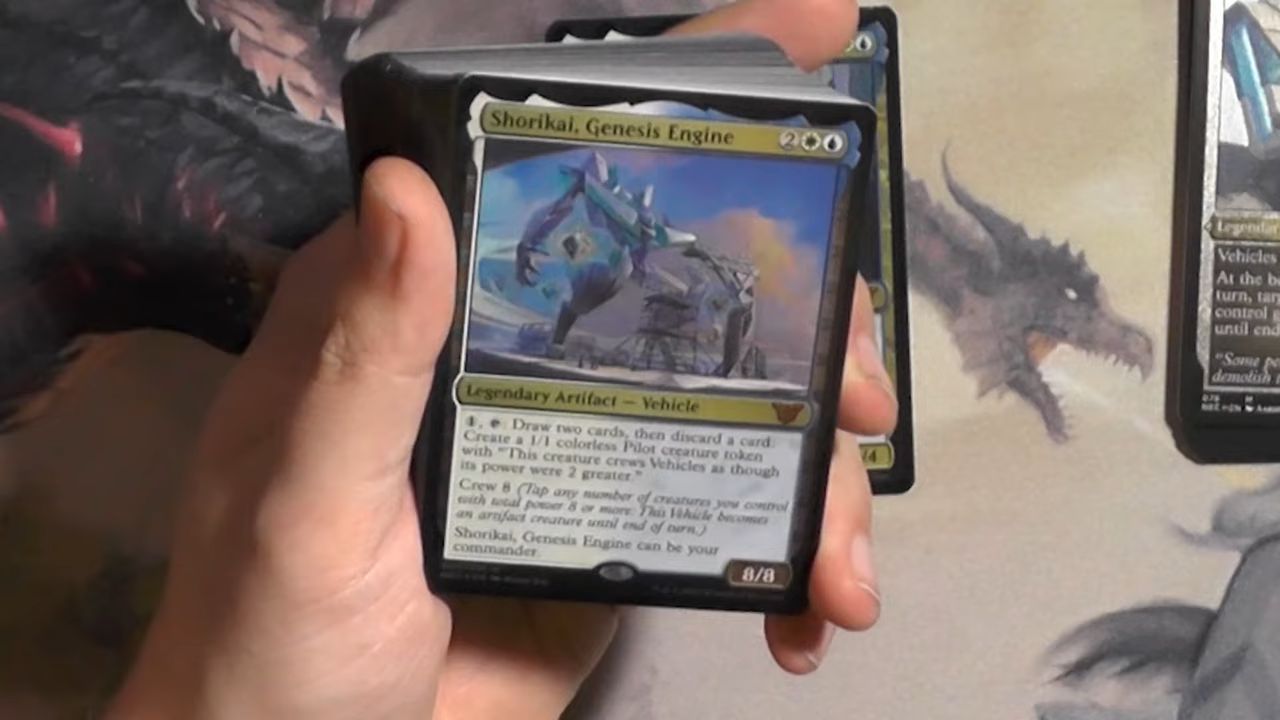 Shorikai, Genesis Engine 2
Legendary Artifact — Vehicle
1, : Draw two cards, then discard a card.
Create a 1/1 colorless Pilot creature token
with "This creature crews Vehicles as though
its power were 2 greater."
Crew 8 (Tap any number of creatures you control
with total power 8 or more: This Vehicle becomes
an artifact creature until end of turn.)
Shorikai, Genesis Engine can be your
commander.
8/8
/4
Legendary
Vehicles
At the be
turn, tar
control
until end
"Some po
demolish